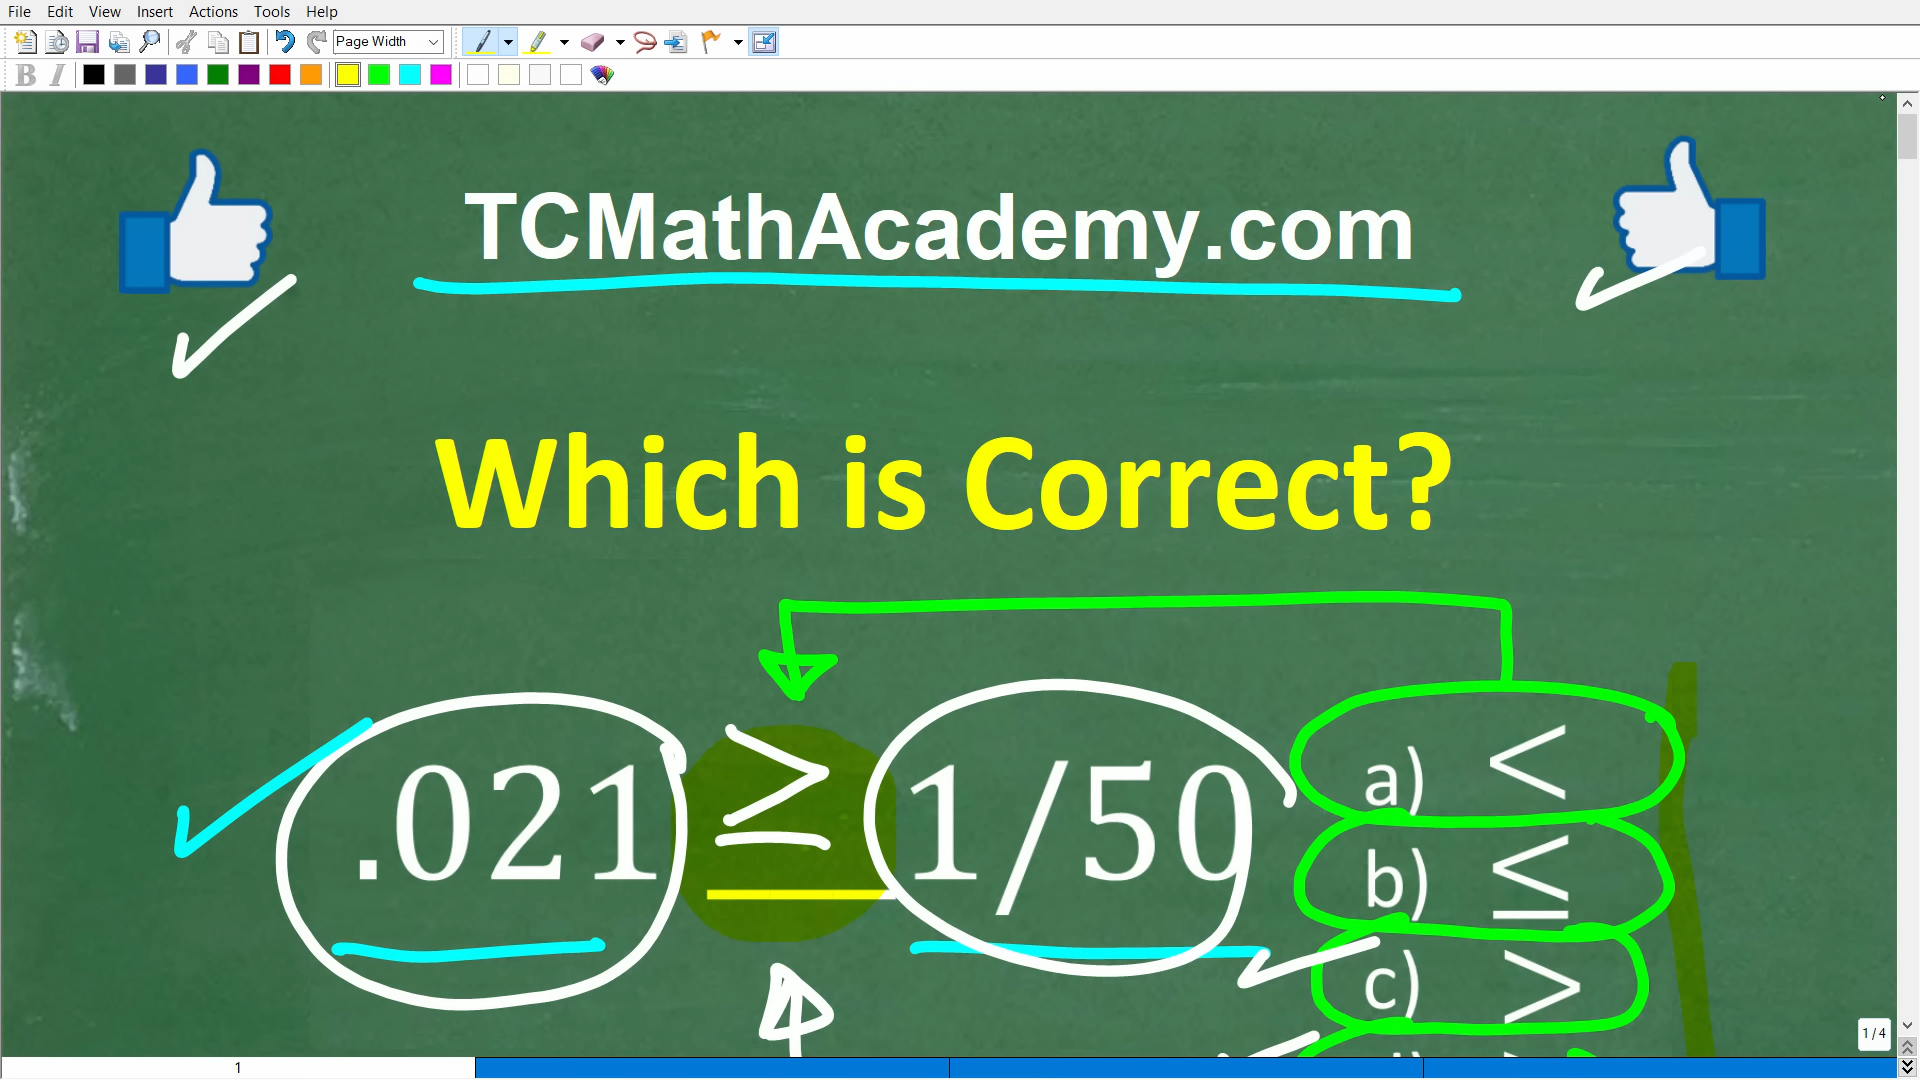 File Edit View Insert Actions Tools Help
Page Width
B I
TCMathAcademy.com
Which is Correct?
.021 ≥ 1/50
a) <
b) ≤
c) >
1 / 4
1